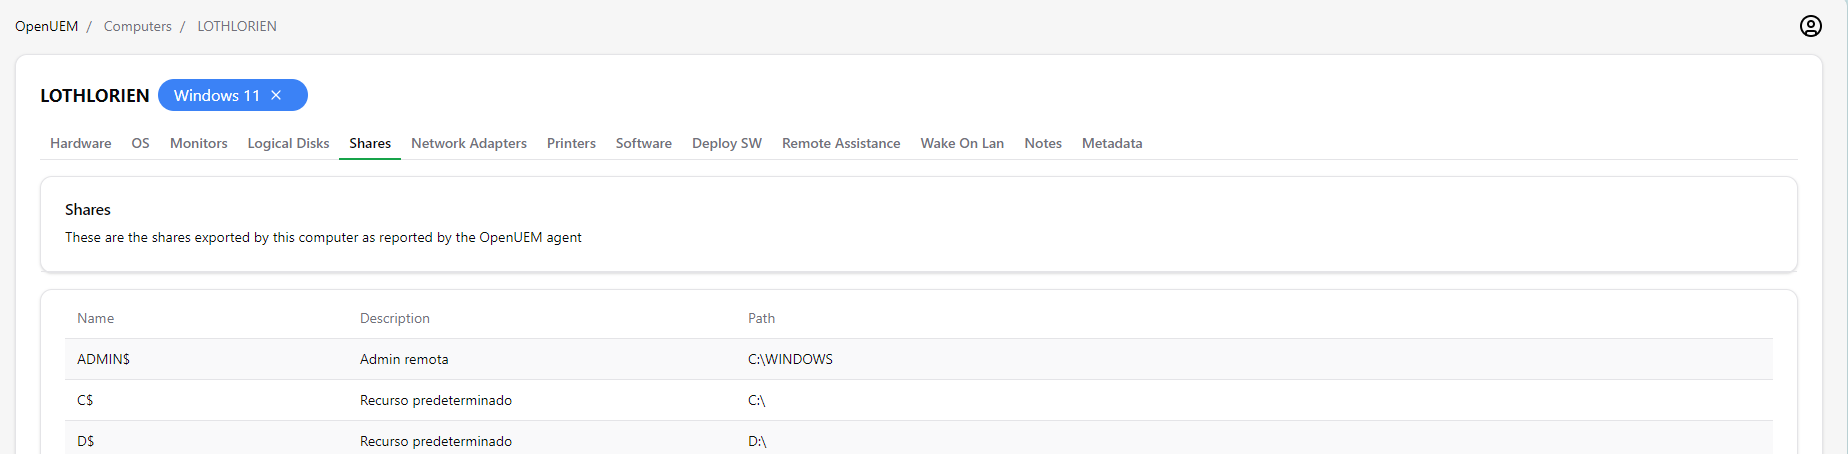 OpenUEM / Computers / LOTHLORIEN
LOTHLORIEN Windows 11 ×
Hardware OS Monitors Logical Disks Shares Network Adapters Printers Software Deploy SW Remote Assistance Wake On Lan Notes Metadata
Shares
These are the shares exported by this computer as reported by the OpenUEM agent
Name Description Path
ADMIN$ Admin remota C:\WINDOWS
C$ Recurso predeterminado C:\
D$ Recurso predeterminado D:\